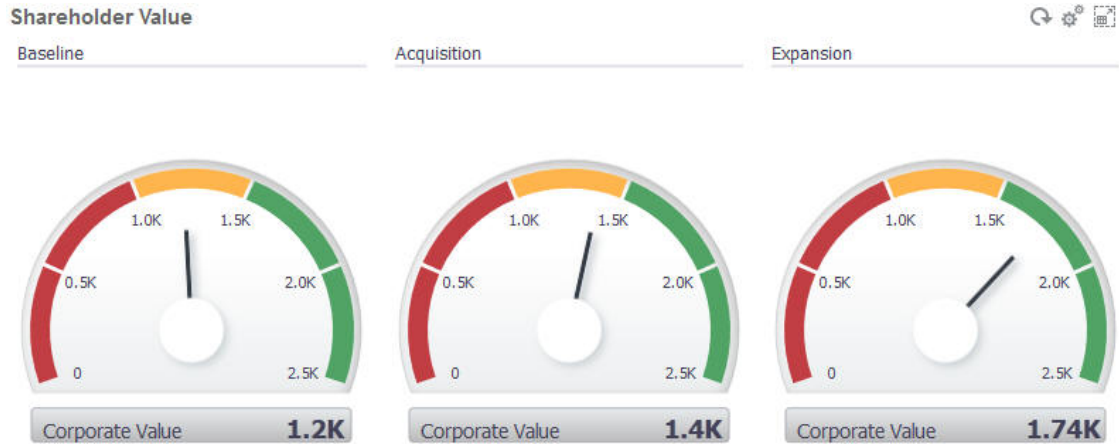 Shareholder Value
Baseline
Acquisition
Expansion
1.0K 1.5K
0.5K 2.0K
0 2.5K
Corporate Value 1.2K
1.0K 1.5K
0.5K 2.0K
0 2.5K
Corporate Value 1.4K
1.0K 1.5K
0.5K 2.0K
0 2.5K
Corporate Value 1.74K